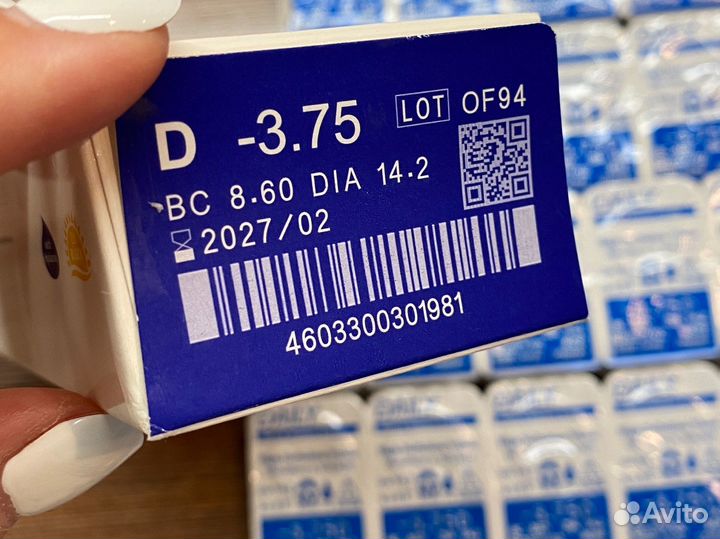 D -3.75 LOT OF94
BC 8.60 DIA 14.2
2027/02
4603300301981
Avito